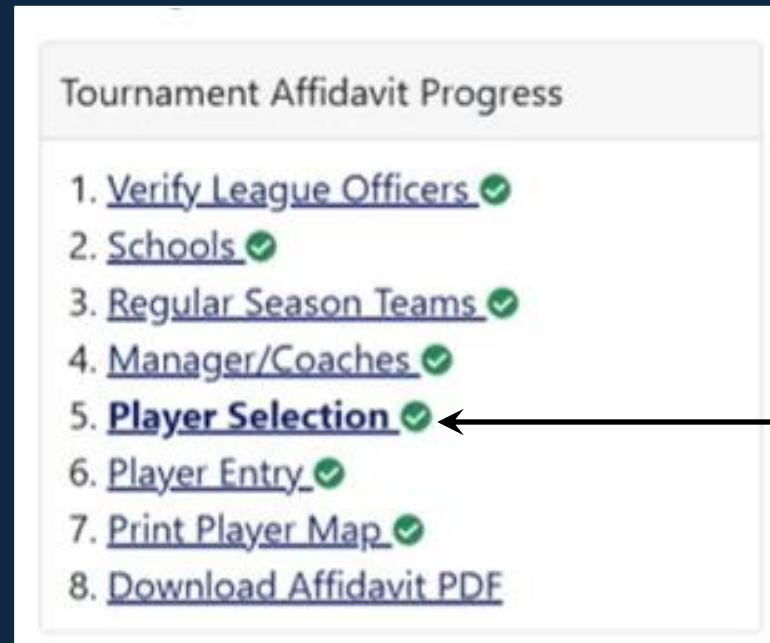 Tournament Affidavit Progress
1. Verify League Officers
2. Schools
3. Regular Season Teams
4. Manager/Coaches
5. Player Selection
6. Player Entry
7. Print Player Map
8. Download Affidavit PDF